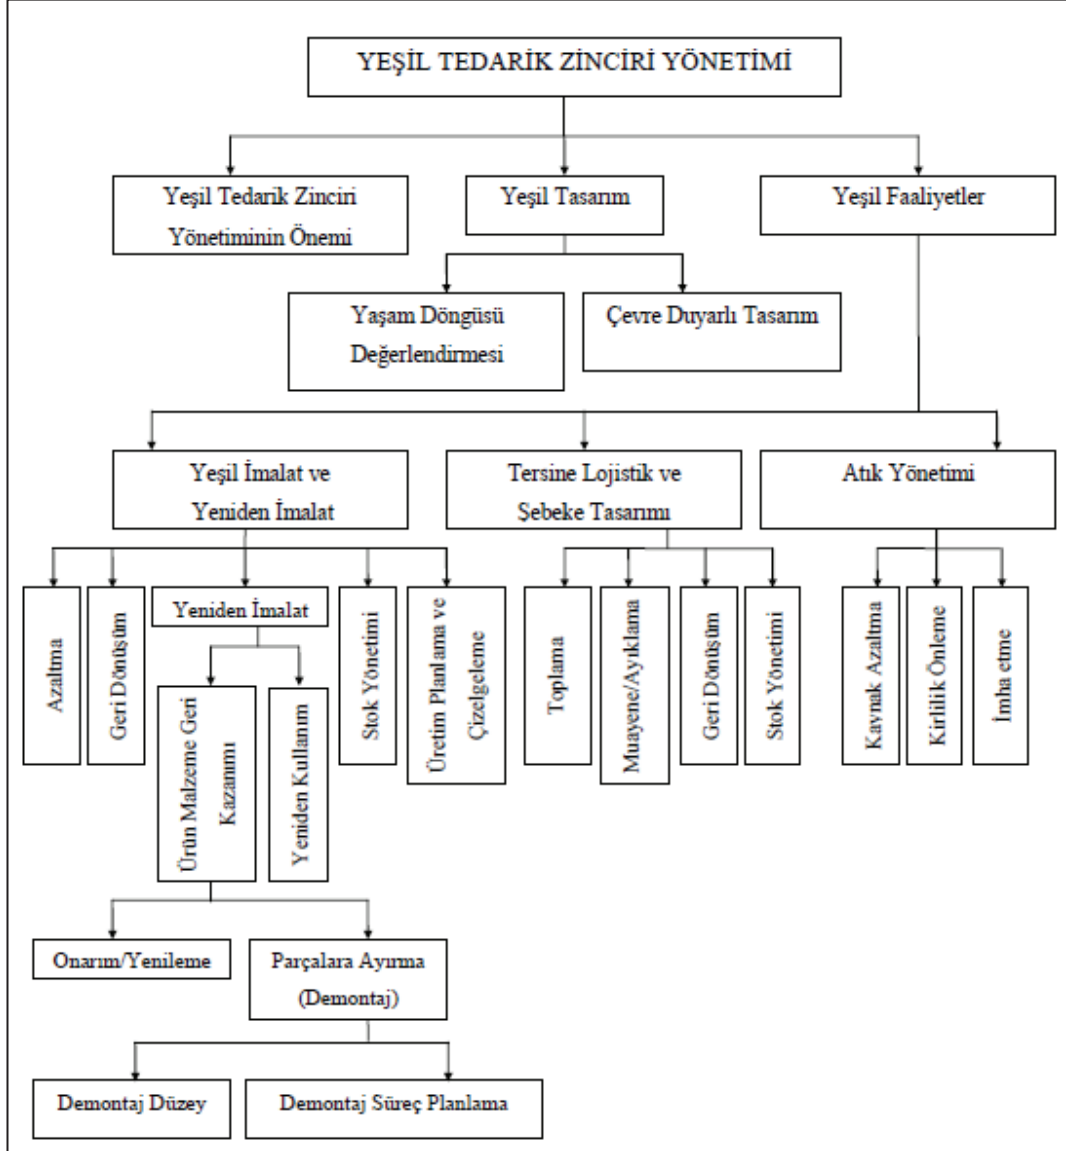 YEŞİL TEDARİK ZİNCİRİ YÖNETİMİ
Yeşil Tedarik Zinciri
Yönetiminin Önemi
Yeşil Tasarım
Yeşil Faaliyetler
Yaşam Döngüsü
Değerlendirmesi
Çevre Duyarlı Tasarım
Yeşil İmalat ve
Yeniden İmalat
Tersine Lojistik ve
Şebeke Tasarımı
Atık Yönetimi
Azaltma
Geri Dönüşüm
Yeniden İmalat
Stok Yönetimi
Üretim Planlama ve
Çizelgeleme
Toplama
Muayene/Ayıklama
Geri Dönüşüm
Stok Yönetimi
Kaynak Azaltma
Kirlilik Önleme
İmha etme
Ürün Malzeme Geri
Kazanımı
Yeniden Kullanım
Onarım/Yenileme
Parçalara Ayırma
(Demontaj)
Demontaj Düzey
Demontaj Süreç Planlama